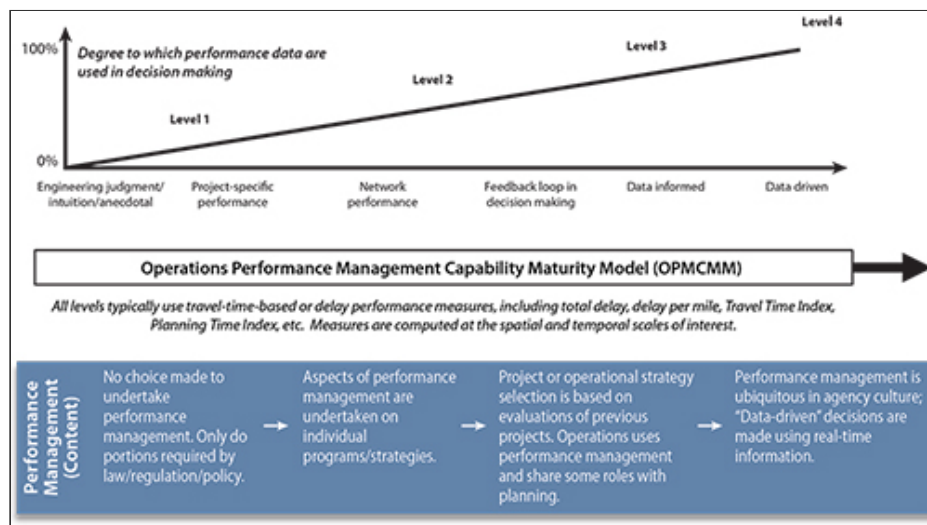 Level 4
100%
Degree to which performance data are
used in decision making
Level 3
Level 2
Level 1
0%
Engineering judgment/
intuition/anecdotal
Project-specific
performance
Network
performance
Feedback loop in
decision making
Data informed
Data driven
Operations Performance Management Capability Maturity Model (OPMCMM)
All levels typically use travel-time-based or delay performance measures, including total delay, delay per mile, Travel Time Index,
Planning Time Index, etc. Measures are computed at the spatial and temporal scales of interest.
Performance
Management
(Content)
No choice made to
undertake
performance
management. Only do
portions required by
law/regulation/policy.
Aspects of performance
management are
undertaken on
individual
programs/strategies.
Project or operational strategy
selection is based on
evaluations of previous
projects. Operations uses
performance management
and share some roles with
planning.
Performance management is
ubiquitous in agency culture;
“Data-driven” decisions are
made using real-time
information.